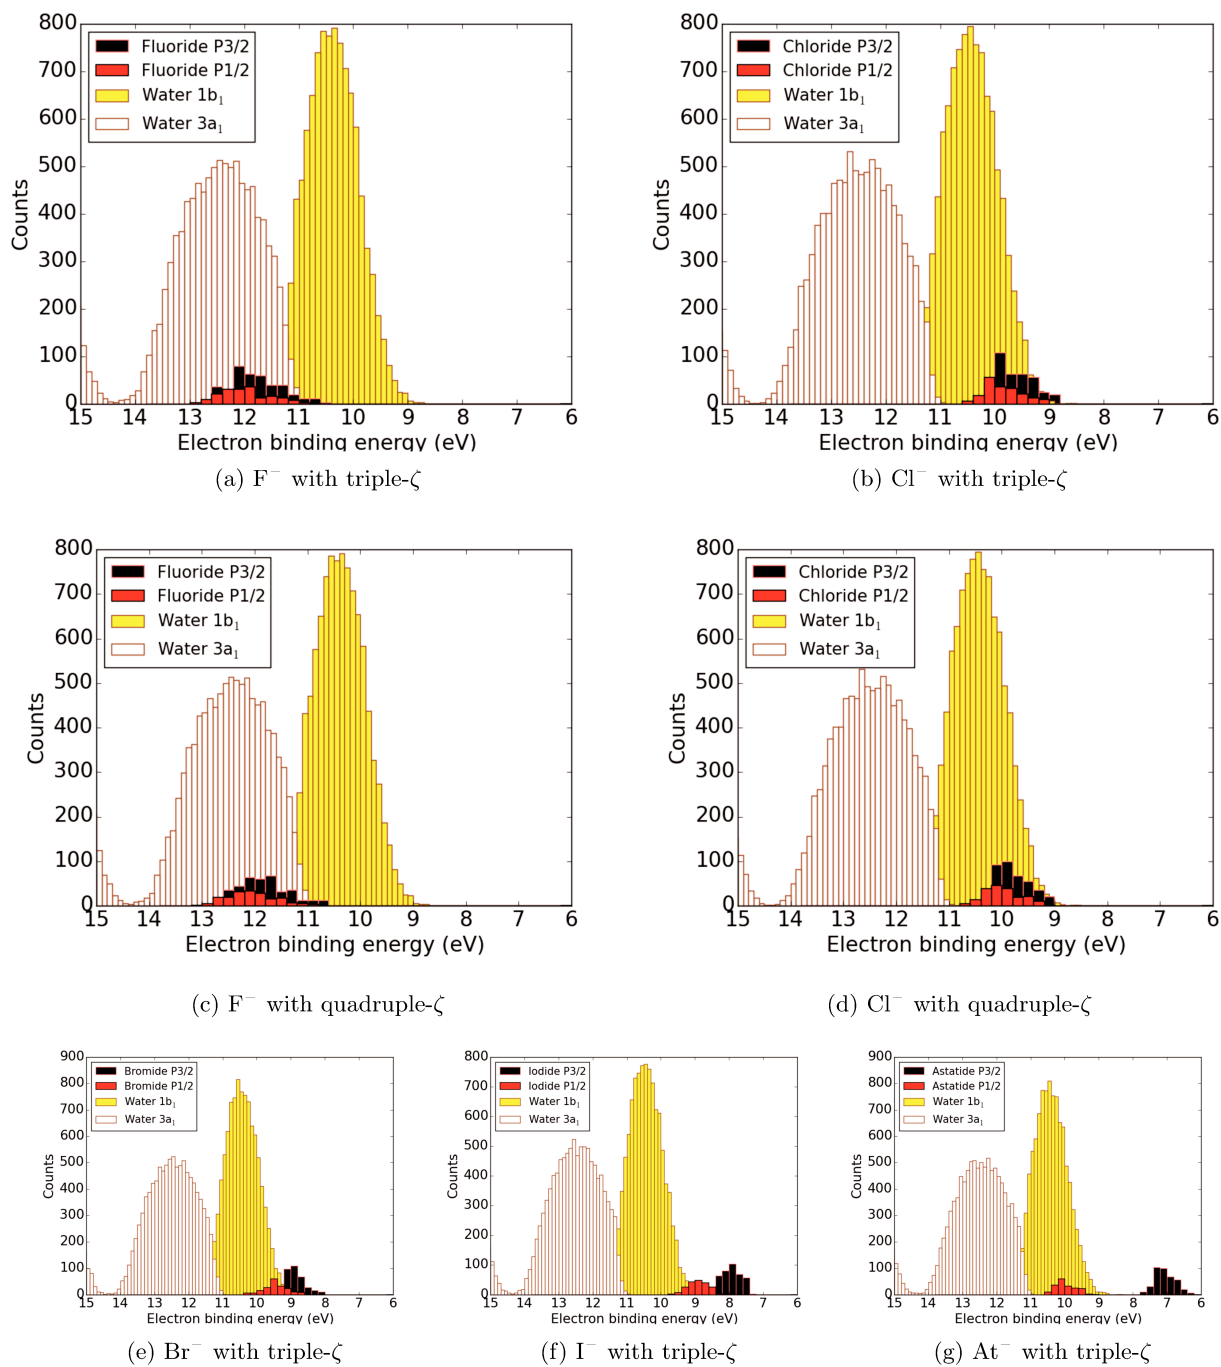 800
700
600
500
400
300
200
100
0
Counts
Fluoride P3/2
Fluoride P1/2
Water 1b₁
Water 3a₁
15 14 13 12 11 10 9 8 7 6
Electron binding energy (eV)
(a) F⁻ with triple-ζ
800
700
600
500
400
300
200
100
0
Counts
Chloride P3/2
Chloride P1/2
Water 1b₁
Water 3a₁
15 14 13 12 11 10 9 8 7 6
Electron binding energy (eV)
(b) Cl⁻ with triple-ζ
800
700
600
500
400
300
200
100
0
Counts
Fluoride P3/2
Fluoride P1/2
Water 1b₁
Water 3a₁
15 14 13 12 11 10 9 8 7 6
Electron binding energy (eV)
(c) F⁻ with quadruple-ζ
800
700
600
500
400
300
200
100
0
Counts
Chloride P3/2
Chloride P1/2
Water 1b₁
Water 3a₁
15 14 13 12 11 10 9 8 7 6
Electron binding energy (eV)
(d) Cl⁻ with quadruple-ζ
900
800
700
600
500
400
300
200
100
0
Counts
Bromide P3/2
Bromide P1/2
Water 1b₁
Water 3a₁
15 14 13 12 11 10 9 8 7 6
Electron binding energy (eV)
(e) Br⁻ with triple-ζ
800
700
600
500
400
300
200
100
0
Counts
Iodide P3/2
Iodide P1/2
Water 1b₁
Water 3a₁
15 14 13 12 11 10 9 8 7 6
Electron binding energy (eV)
(f) I⁻ with triple-ζ
900
800
700
600
500
400
300
200
100
0
Counts
Astatide P3/2
Astatide P1/2
Water 1b₁
Water 3a₁
15 14 13 12 11 10 9 8 7 6
Electron binding energy (eV)
(g) At⁻ with triple-ζ